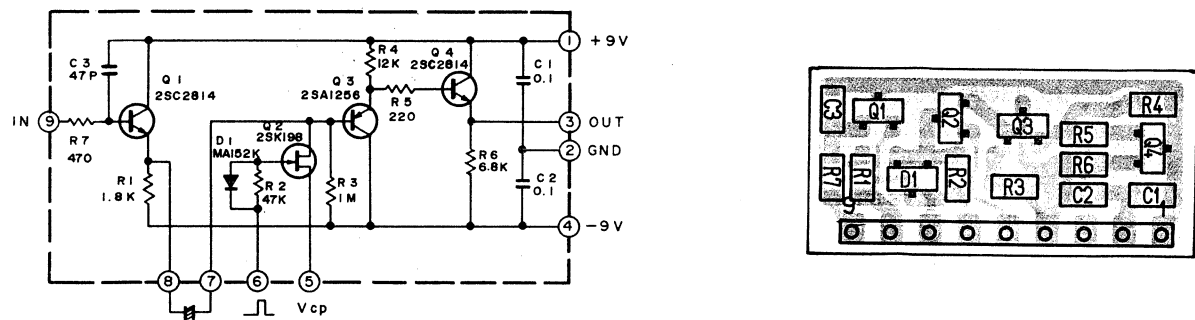 C3
47P
Q1
2SC2814
R4
12K
Q4
2SC2814
Q3
2SA1256
R5
220
C1
0.1
1
+9V
IN
9
R7
470
3
OUT
2
GND
Q2
2SK198
D1
MA152K
R1
1.8K
R2
47K
R3
1M
R6
6.8K
C2
0.1
4
-9V
8
7
6
5
Vcp
C3
Q1
Q2
Q3
R4
R5
Q4
R6
R7
R1
D1
R2
R3
C2
C1
9
1